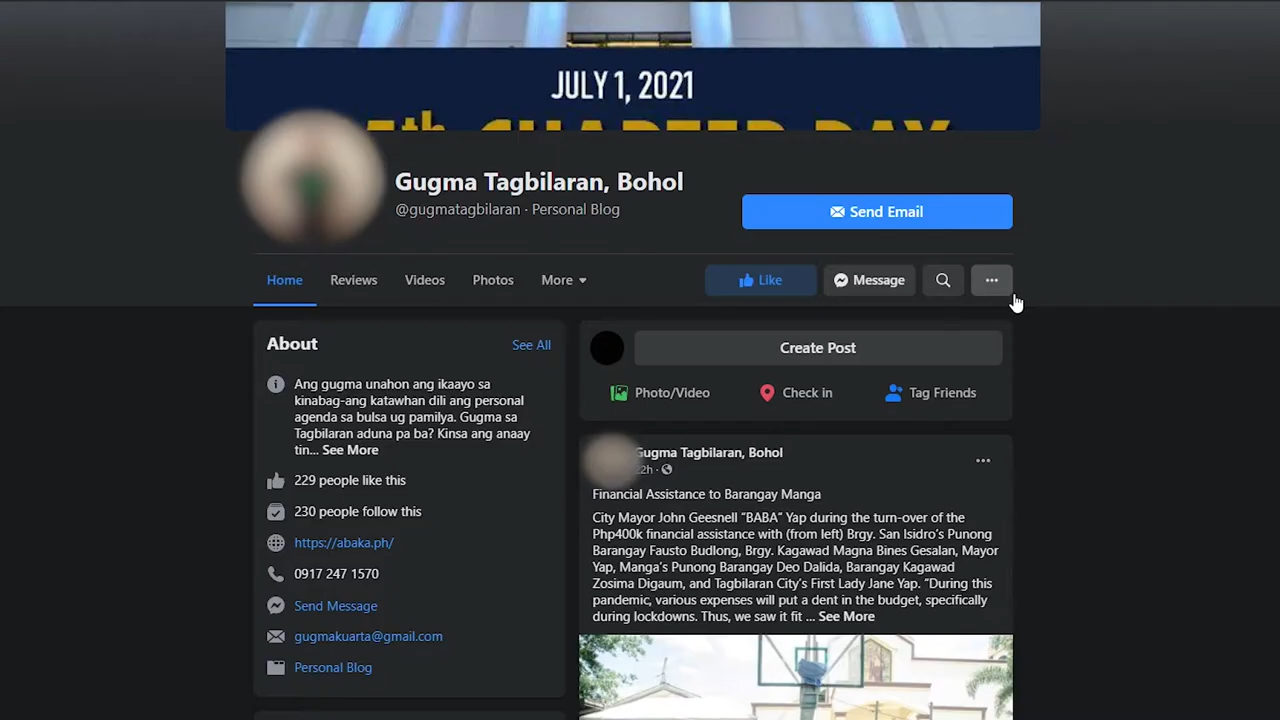 JULY 1, 2021
5th CHARTER DAY
Gugma Tagbilaran, Bohol
@gugmatagbilaran · Personal Blog
Send Email
Home
Reviews
Videos
Photos
More
Like
Message
About
See All
Ang gugma unahon ang ikaayo sa
kinabag-ang katawhan dili ang personal
agenda sa bulsa ug pamilya. Gugma sa
Tagbilaran aduna pa ba? Kinsa ang anaay
tin... See More
229 people like this
230 people follow this
https://abaka.ph/
0917 247 1570
Send Message
gugmakuarta@gmail.com
Personal Blog
Create Post
Photo/Video
Check in
Tag Friends
Gugma Tagbilaran, Bohol
22h ·
Financial Assistance to Barangay Manga
City Mayor John Geesnell “BABA” Yap during the turn-over of the
Php400k financial assistance with (from left) Brgy. San Isidro's Punong
Barangay Fausto Budlong, Brgy. Kagawad Magna Bines Gesalan, Mayor
Yap, Manga's Punong Barangay Deo Dalida, Barangay Kagawad
Zosima Digaum, and Tagbilaran City's First Lady Jane Yap. "During this
pandemic, various expenses will put a dent in the budget, specifically
during lockdowns. Thus, we saw it fit ... See More